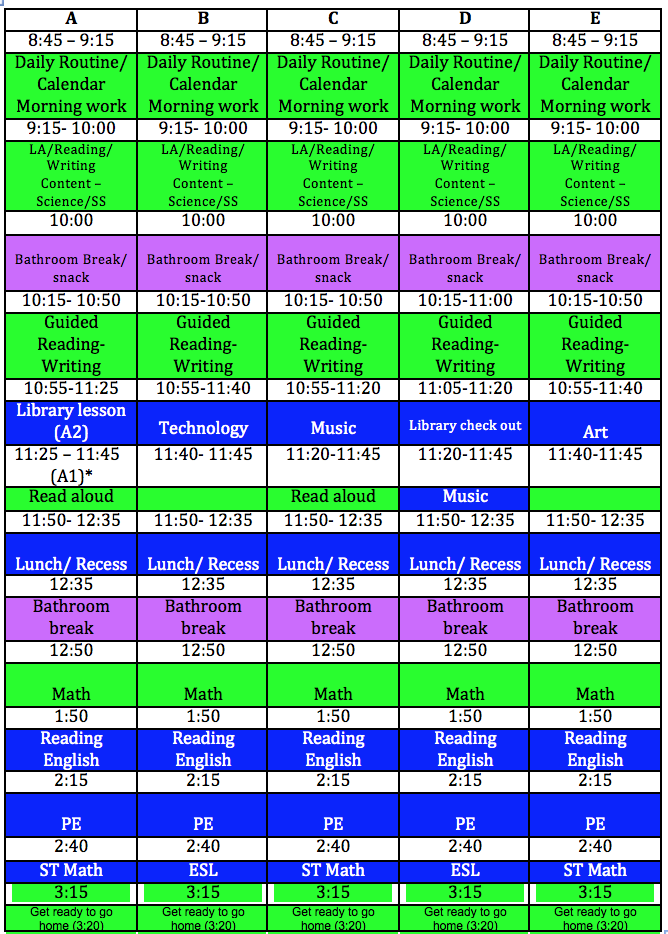 A B C D E
8:45 – 9:15 8:45 – 9:15 8:45 – 9:15 8:45 – 9:15 8:45 – 9:15
Daily Routine/ Daily Routine/ Daily Routine/ Daily Routine/ Daily Routine/
Calendar Calendar Calendar Calendar Calendar
Morning work Morning work Morning work Morning work Morning work
9:15- 10:00 9:15- 10:00 9:15- 10:00 9:15- 10:00 9:15- 10:00
LA/Reading/ LA/Reading/ LA/Reading/ LA/Reading/ LA/Reading/
Writing Writing Writing Writing Writing
Content – Content – Content – Content – Content –
Science/SS Science/SS Science/SS Science/SS Science/SS
10:00 10:00 10:00 10:00 10:00
Bathroom Break/ Bathroom Break/ Bathroom Break/ Bathroom Break/ Bathroom Break/
snack snack snack snack snack
10:15- 10:50 10:15-10:50 10:15- 10:50 10:15-11:00 10:15-10:50
Guided Guided Guided Guided Guided
Reading- Reading- Reading- Reading- Reading-
Writing Writing Writing Writing Writing
10:55-11:25 10:55-11:40 10:55-11:20 11:05-11:20 10:55-11:40
Library lesson
(A2) Technology Music Library check out Art
11:25 – 11:45 11:40- 11:45 11:20-11:45 11:20-11:45 11:40-11:45
(A1)*
Read aloud Read aloud Music
11:50- 12:35 11:50- 12:35 11:50- 12:35 11:50- 12:35 11:50- 12:35
Lunch/ Recess Lunch/ Recess Lunch/ Recess Lunch/ Recess Lunch/ Recess
12:35 12:35 12:35 12:35 12:35
Bathroom Bathroom Bathroom Bathroom Bathroom
break break break break break
12:50 12:50 12:50 12:50 12:50
Math Math Math Math Math
1:50 1:50 1:50 1:50 1:50
Reading Reading Reading Reading Reading
English English English English English
2:15 2:15 2:15 2:15 2:15
PE PE PE PE PE
2:40 2:40 2:40 2:40 2:40
ST Math ESL ST Math ESL ST Math
3:15 3:15 3:15 3:15 3:15
Get ready to go Get ready to go Get ready to go Get ready to go Get ready to go
home (3:20) home (3:20) home (3:20) home (3:20) home (3:20)